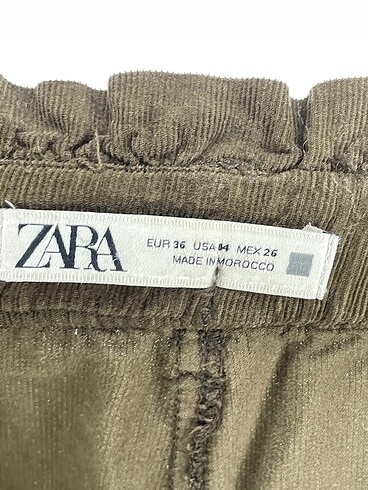 ZARA
EUR 36 USA 04 MEX 26
MADE IN MOROCCO